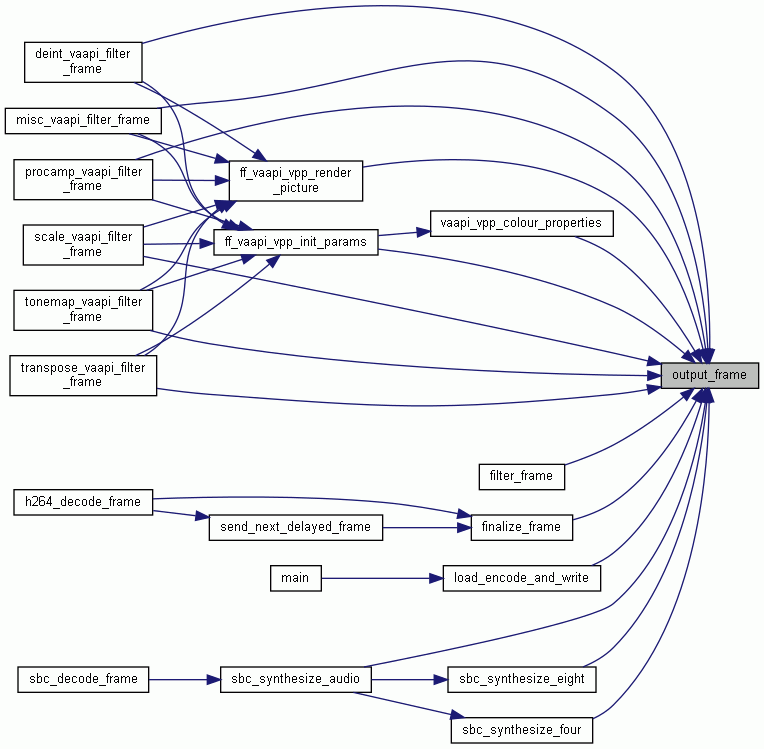 deint_vaapi_filter
_frame
misc_vaapi_filter_frame
procamp_vaapi_filter
_frame
ff_vaapi_vpp_render
_picture
vaapi_vpp_colour_properties
scale_vaapi_filter
_frame
ff_vaapi_vpp_init_params
tonemap_vaapi_filter
_frame
transpose_vaapi_filter
_frame
output_frame
filter_frame
h264_decode_frame
send_next_delayed_frame
finalize_frame
main
load_encode_and_write
sbc_decode_frame
sbc_synthesize_audio
sbc_synthesize_eight
sbc_synthesize_four